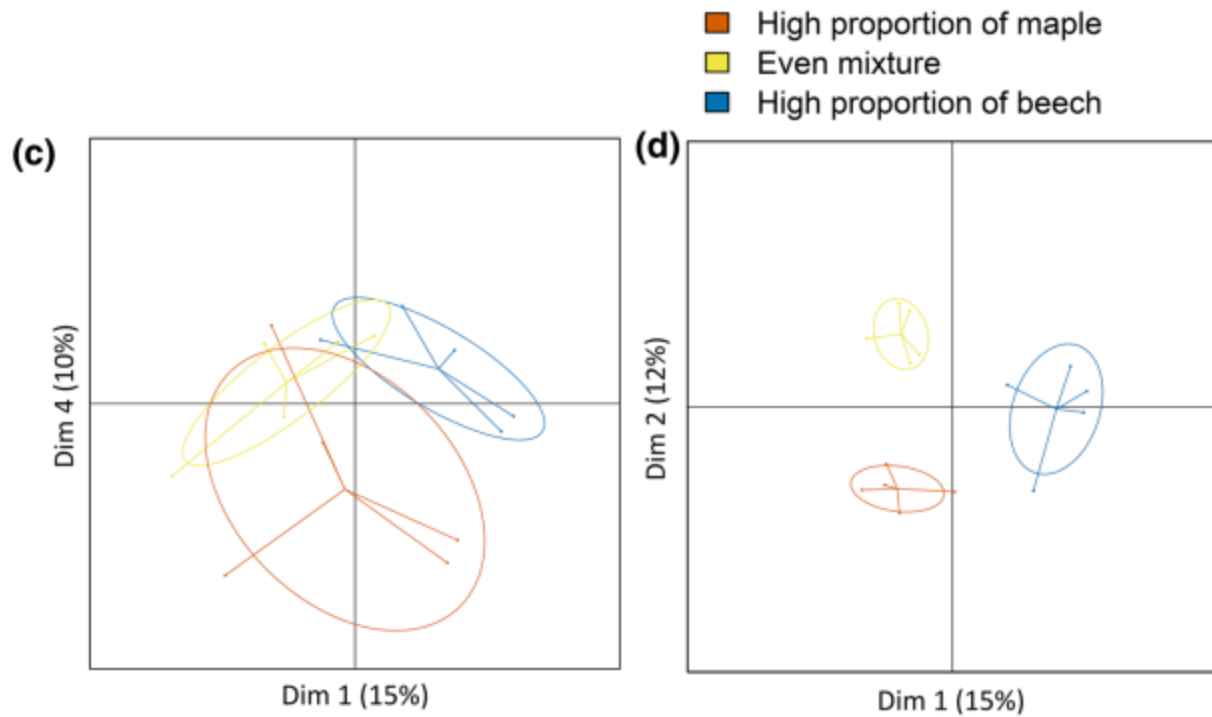 High proportion of maple
Even mixture
High proportion of beech
(c)
Dim 4 (10%)
Dim 1 (15%)
(d)
Dim 2 (12%)
Dim 1 (15%)